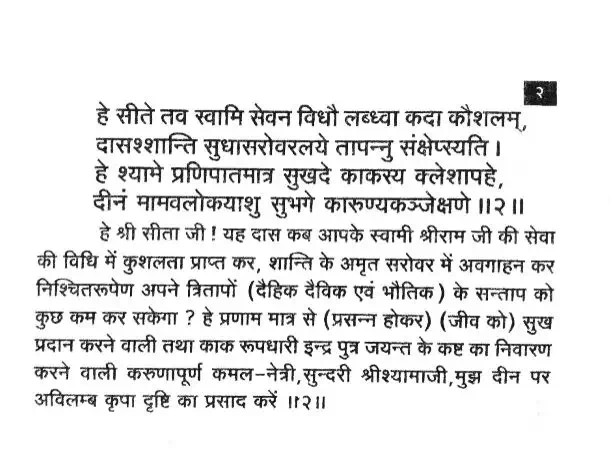 २
हे सीते तव स्वामि सेवन विधौ लब्ध्वा कदा कौशलम्,
दासश्शान्ति सुधासरोवरलये तापन्नु संक्षेप्स्यति ।
हे श्यामे प्रणिपातमात्र सुखदे काकस्य क्लेशापहे,
दीनं मामवलोकयाशु सुभगे कारुण्यकञ्जेक्षणे ॥२॥
हे श्री सीता जी ! यह दास कब आपके स्वामी श्रीराम जी की सेवा
की विधि में कुशलता प्राप्त कर, शान्ति के अमृत सरोवर में अवगाहन कर
निश्चितरूपेण अपने त्रितापों (दैहिक दैविक एवं भौतिक) के सन्ताप को
कुछ कम कर सकेगा ? हे प्रणाम मात्र से (प्रसन्न होकर) (जीव को) सुख
प्रदान करने वाली तथा काक रूपधारी इन्द्र पुत्र जयन्त के कष्ट का निवारण
करने वाली करुणापूर्ण कमल-नेत्री,सुन्दरी श्रीश्यामाजी,मुझ दीन पर
अविलम्ब कृपा दृष्टि का प्रसाद करें ॥२॥